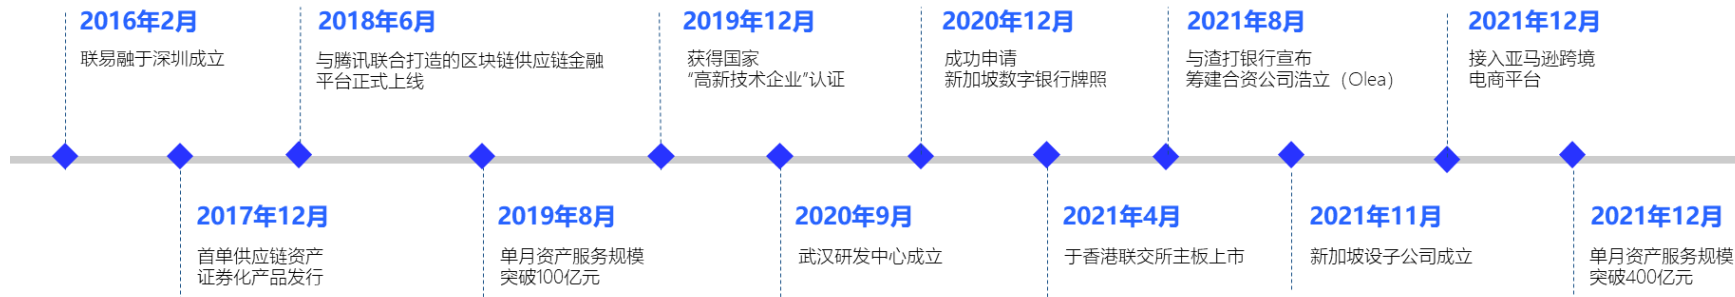 2016年2月
联易融于深圳成立
2018年6月
与腾讯联合打造的区块链供应链金融
平台正式上线
2019年12月
获得国家
“高新技术企业”认证
2020年12月
成功申请
新加坡数字银行牌照
2021年8月
与渣打银行宣布
筹建合资公司浩立（Olea）
2021年12月
接入亚马逊跨境
电商平台
2017年12月
首单供应链资产
证券化产品发行
2019年8月
单月资产服务规模
突破100亿元
2020年9月
武汉研发中心成立
2021年4月
于香港联交所主板上市
2021年11月
新加坡设子公司成立
2021年12月
单月资产服务规模
突破400亿元